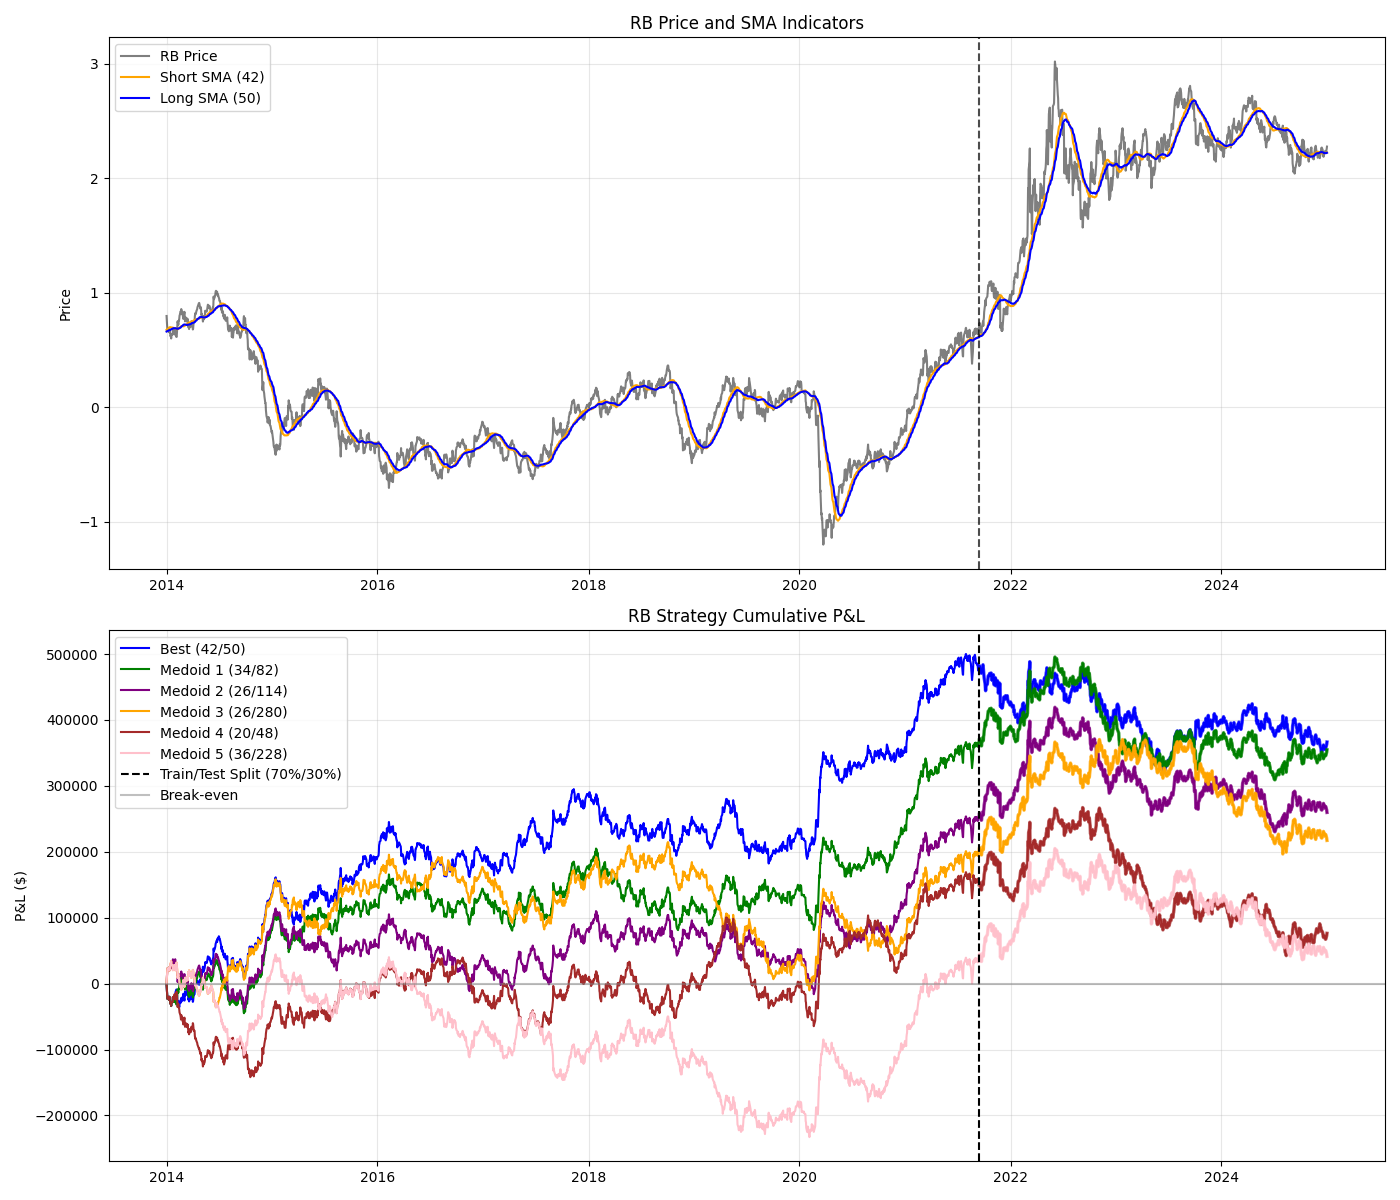 RB Price and SMA Indicators
RB Price
Short SMA (42)
Long SMA (50)
Price
3
2
1
0
−1
2014 2016 2018 2020 2022 2024
RB Strategy Cumulative P&L
Best (42/50)
Medoid 1 (34/82)
Medoid 2 (26/114)
Medoid 3 (26/280)
Medoid 4 (20/48)
Medoid 5 (36/228)
Train/Test Split (70%/30%)
Break-even
P&L ($)
500000
400000
300000
200000
100000
0
−100000
−200000
2014 2016 2018 2020 2022 2024